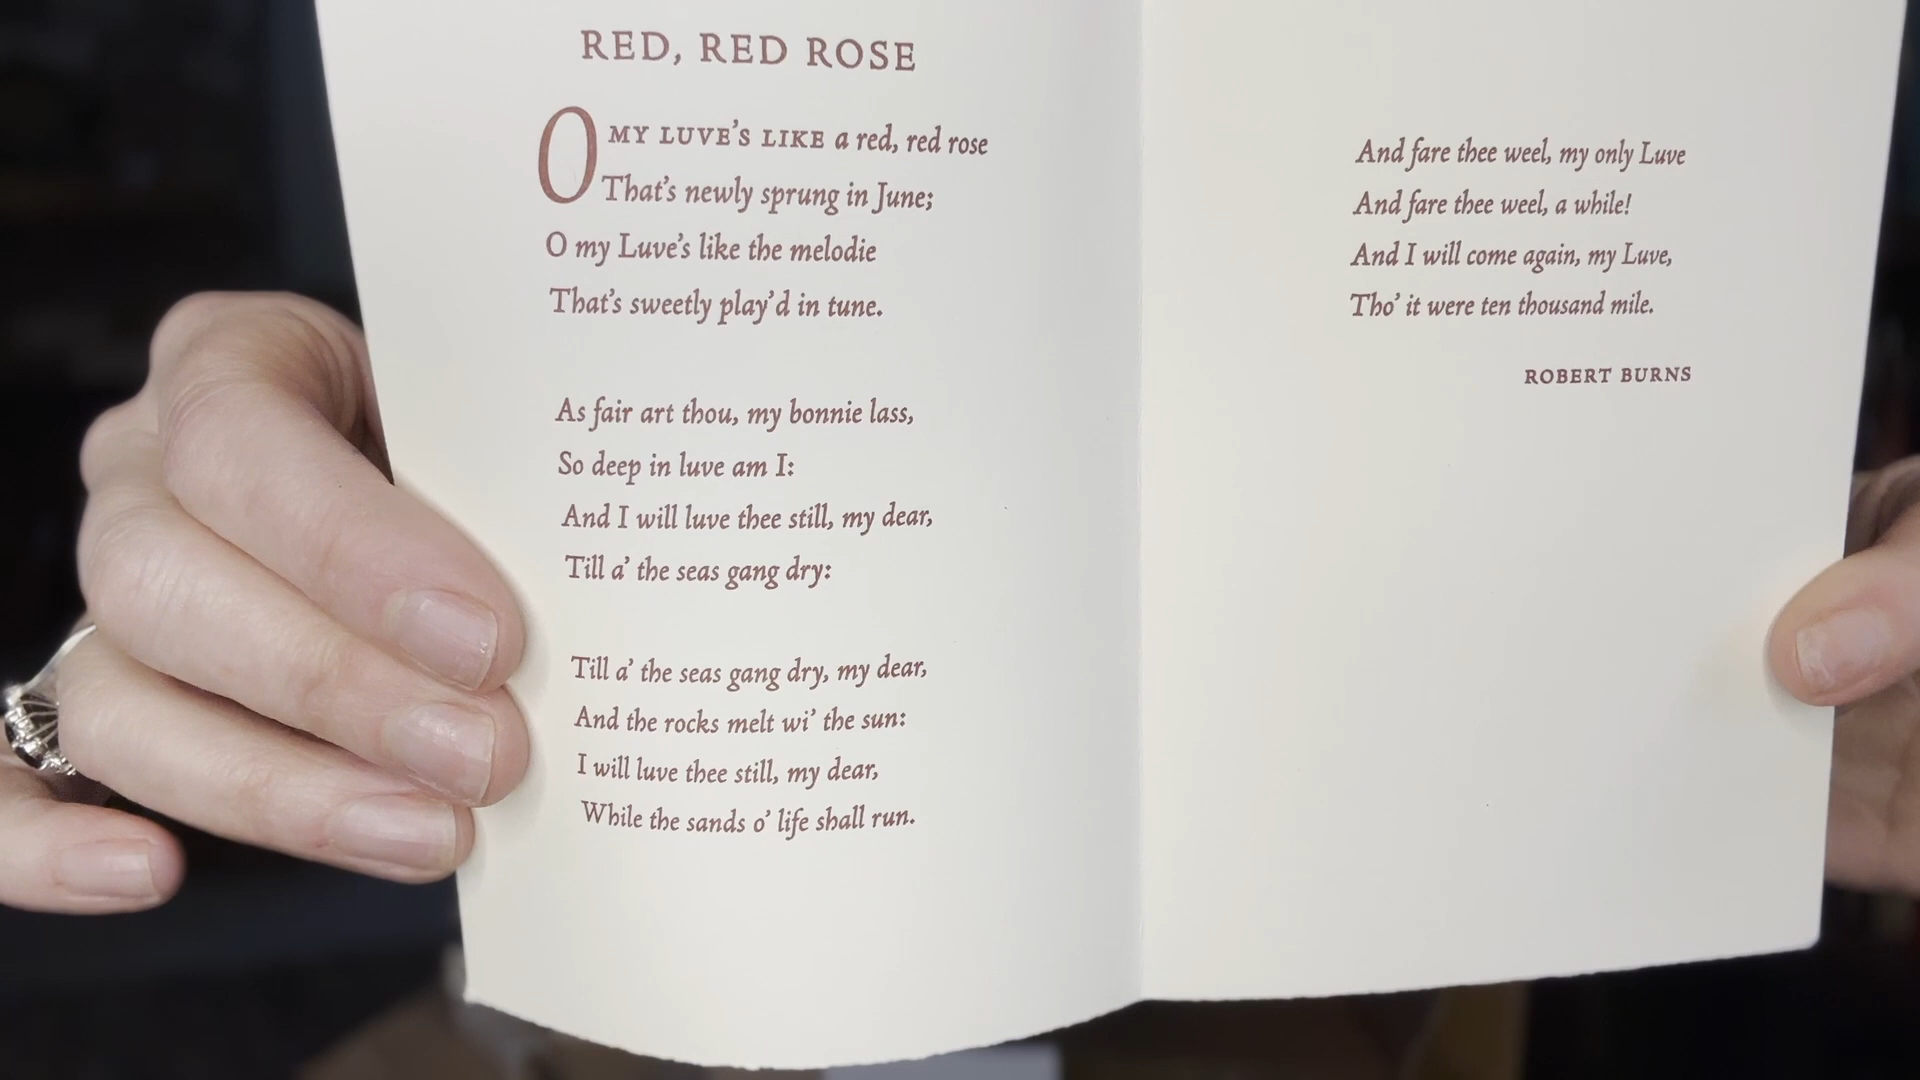 RED, RED ROSE
O MY LUVE'S LIKE a red, red rose
That's newly sprung in June;
O my Luve's like the melodie
That's sweetly play'd in tune.
As fair art thou, my bonnie lass,
So deep in luve am I:
And I will luve thee still, my dear,
Till a' the seas gang dry:
Till a' the seas gang dry, my dear,
And the rocks melt wi' the sun:
I will luve thee still, my dear,
While the sands o' life shall run.
And fare thee weel, my only Luve
And fare thee weel, a while!
And I will come again, my Luve,
Tho' it were ten thousand mile.
ROBERT BURNS